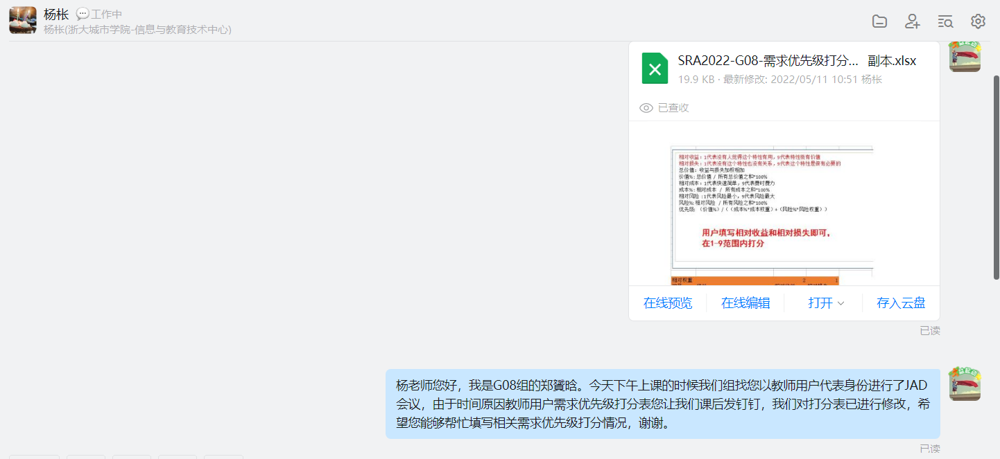 杨枨 工作中
杨枨(浙大城市学院-信息与教育技术中心)
SRA2022-G08-需求优先级打分... 副本.xlsx
19.9 KB · 最新修改: 2022/05/11 10:51 杨枨
已查收
相对收益：1代表没有人觉得这个特性有用，9代表特性极有价值
相对损失：1代表没有这个特性也没有关系，9代表这个特性是很有必要的
总价值：收益与损失加权相加
价值%: 总价值 / 所有总价值之和*100%
相对成本：1代表快速简单，9代表费时费力
成本%: 相对成本 / 所有成本之和*100%
相对风险：1代表风险最小，9代表风险最大
风险%: 相对风险 / 所有风险之和*100%
优先级：（价值%）/（（成本%*成本权重）+（风险%*风险权重））
用户填写相对收益和相对损失即可，
在1-9范围内打分
相对权重 2 1
在线预览 在线编辑 打开 存入云盘
已读
杨老师您好，我是G08组的郑贇晗。今天下午上课的时候我们组找您以教师用户代表身份进行了JAD
会议，由于时间原因教师用户需求优先级打分表您让我们课后发钉钉，我们对打分表已进行修改，希
望您能够帮忙填写相关需求优先级打分情况，谢谢。
已读